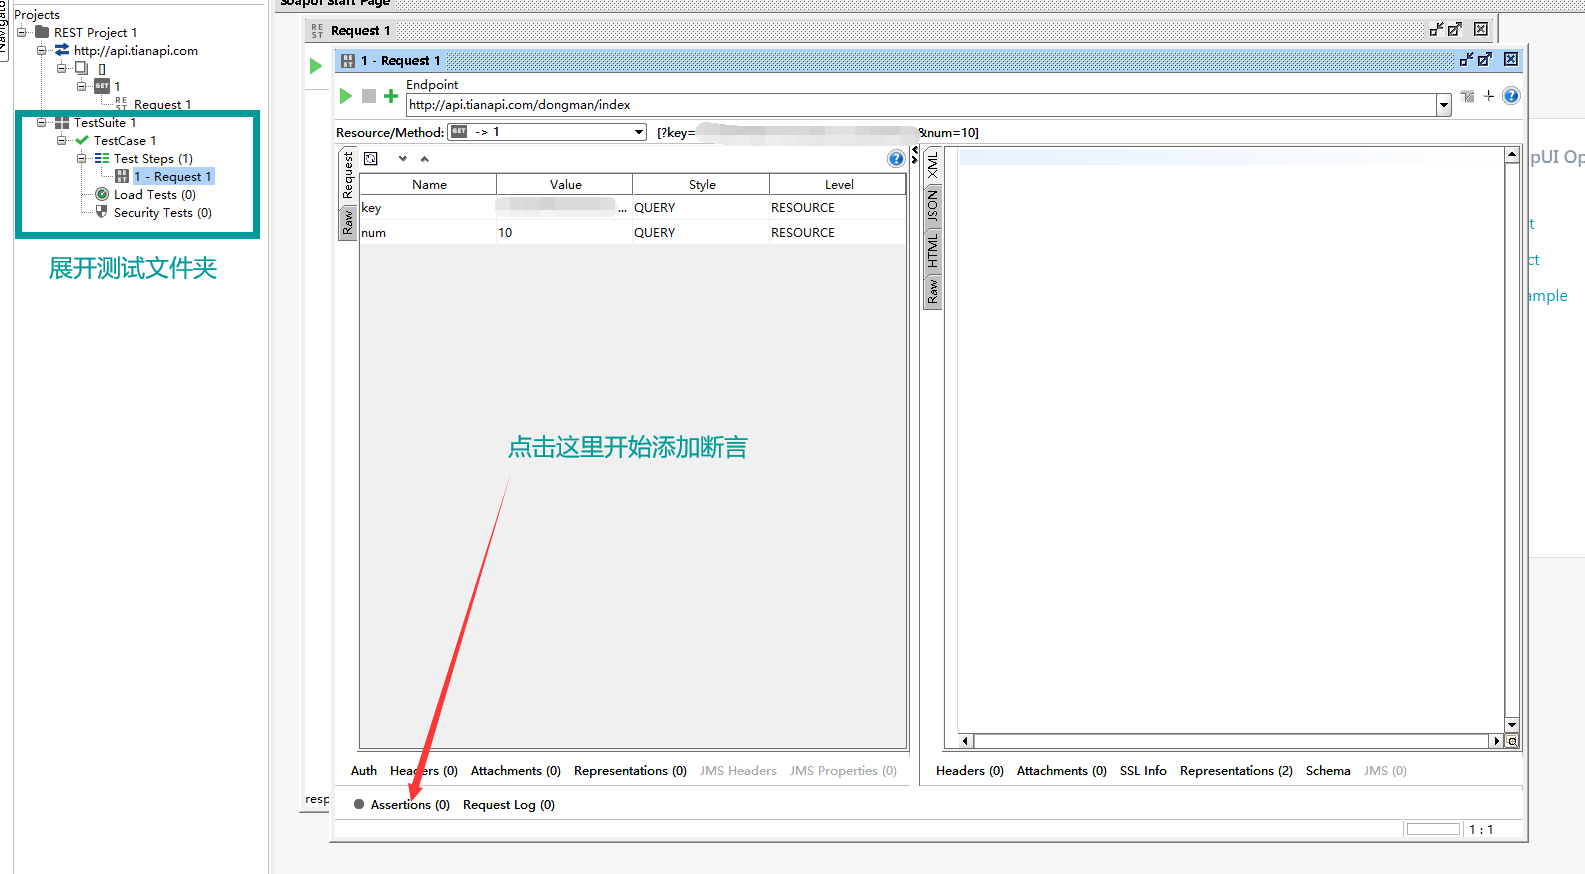 SoapUI Start Page
Navigato
Projects
REST Project 1
http://api.tianapi.com
[]
GET 1
REST Request 1
TestSuite 1
TestCase 1
Test Steps (1)
REST 1 - Request 1
Load Tests (0)
Security Tests (0)
展开测试文件夹
REST Request 1
REST 1 - Request 1
Endpoint
http://api.tianapi.com/dongman/index
Resource/Method: GET -> 1 [?key= &num=10]
Request
Raw
Name Value Style Level
key ... QUERY RESOURCE
num 10 QUERY RESOURCE
XML
JSON
HTML
Raw
点击这里开始添加断言
Auth Headers (0) Attachments (0) Representations (0) JMS Headers JMS Properties (0)
Headers (0) Attachments (0) SSL Info Representations (2) Schema JMS (0)
resp
Assertions (0) Request Log (0)
1 : 1
pUI Op
t
ct
ample